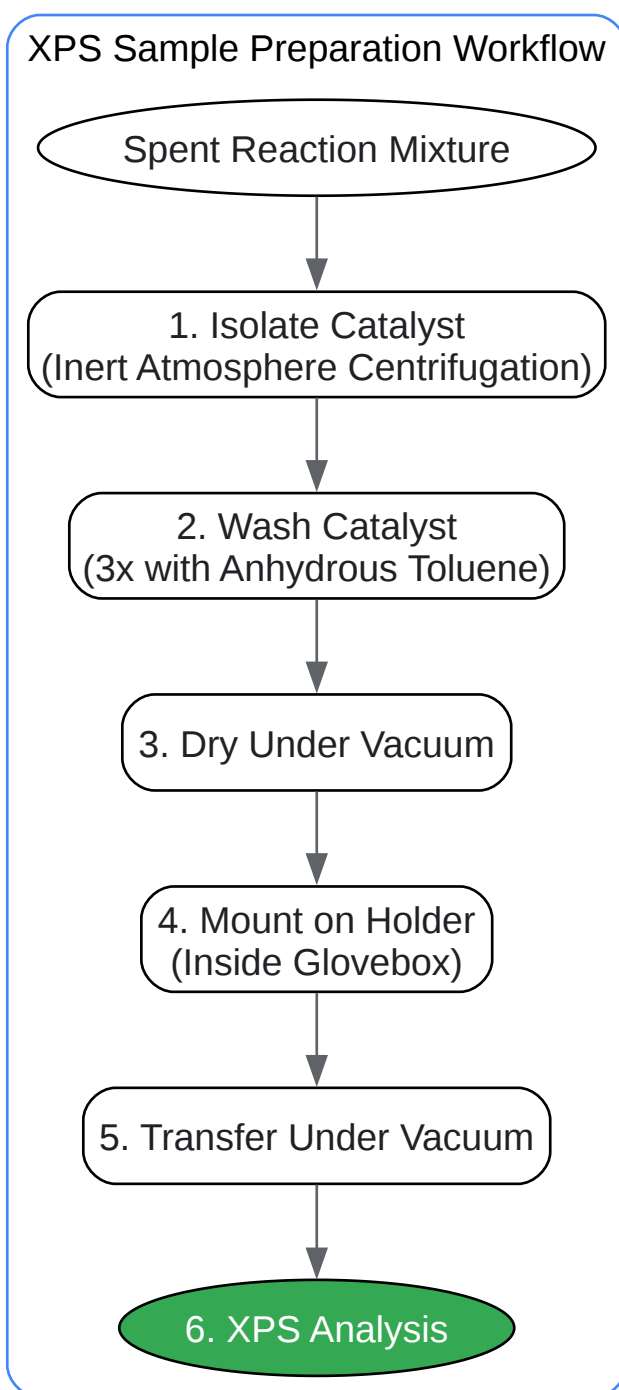 XPS Sample Preparation Workflow
Spent Reaction Mixture
1. Isolate Catalyst
(Inert Atmosphere Centrifugation)
2. Wash Catalyst
(3x with Anhydrous Toluene)
3. Dry Under Vacuum
4. Mount on Holder
(Inside Glovebox)
5. Transfer Under Vacuum
6. XPS Analysis